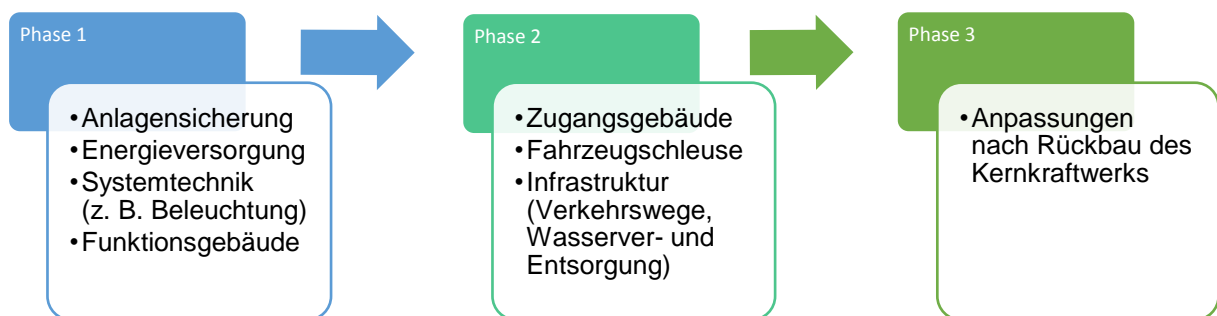 Phase 1
•Anlagensicherung
•Energieversorgung
•Systemtechnik
(z. B. Beleuchtung)
•Funktionsgebäude
Phase 2
•Zugangsgebäude
•Fahrzeugschleuse
•Infrastruktur
(Verkehrswege,
Wasserver- und
Entsorgung)
Phase 3
•Anpassungen
nach Rückbau des
Kernkraftwerks